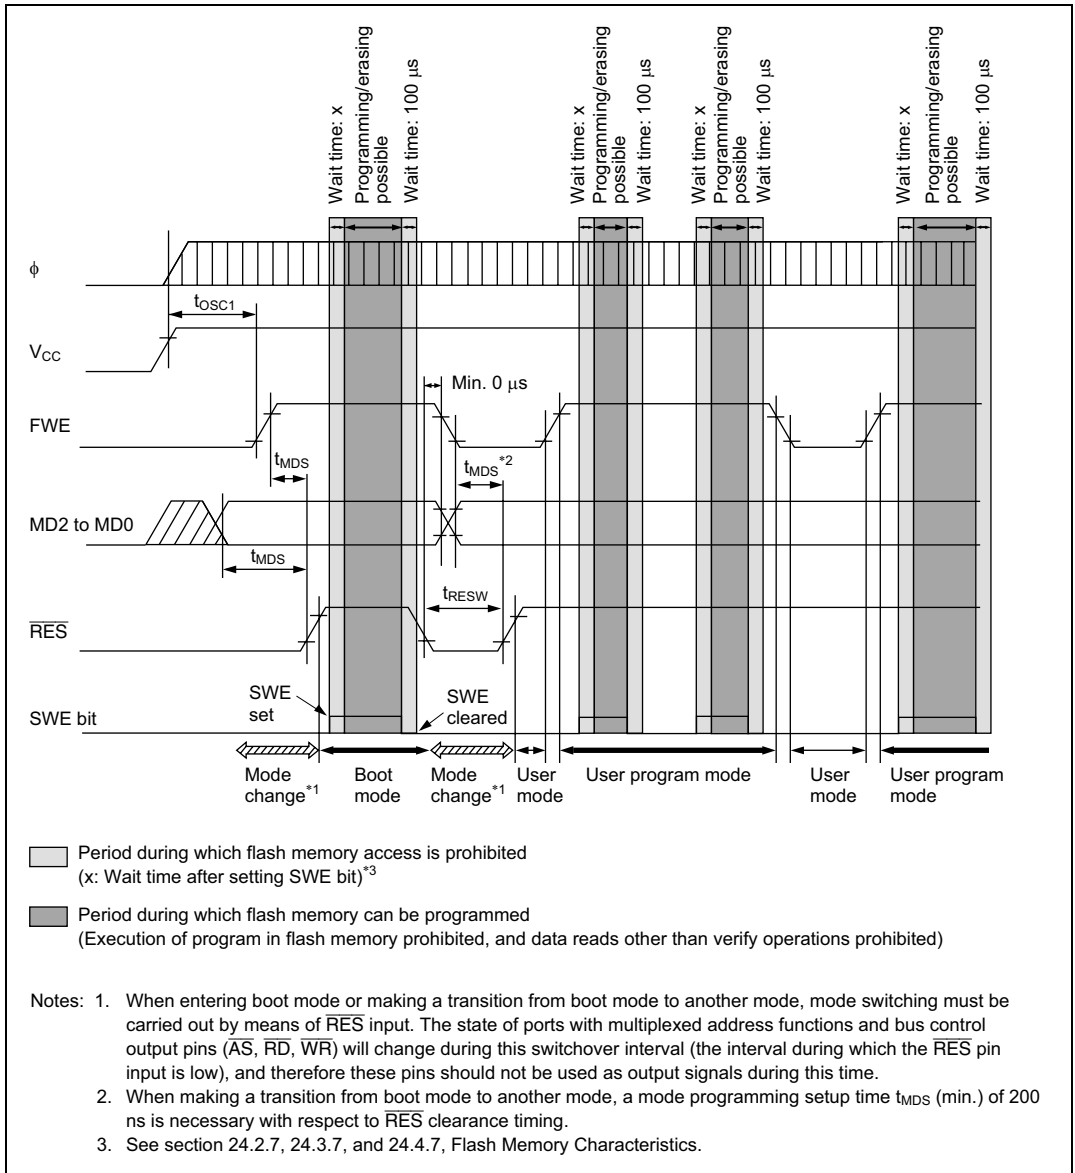 Wait time: x
Programming/erasing
possible
Wait time: 100 μs
Wait time: x
Programming/erasing
possible
Wait time: 100 μs
Wait time: x
Programming/erasing
possible
Wait time: 100 μs
Wait time: x
Programming/erasing
possible
Wait time: 100 μs
ϕ
tOSC1
VCC
Min. 0 μs
FWE
tMDS
tMDS*2
MD2 to MD0
tMDS
tRESW
RES
SWE
set
SWE
cleared
SWE bit
Mode
change*1
Boot
mode
Mode
change*1
User
mode
User program mode
User
mode
User program
mode
Period during which flash memory access is prohibited
(x: Wait time after setting SWE bit)*3
Period during which flash memory can be programmed
(Execution of program in flash memory prohibited, and data reads other than verify operations prohibited)
Notes: 1. When entering boot mode or making a transition from boot mode to another mode, mode switching must be
carried out by means of RES input. The state of ports with multiplexed address functions and bus control
output pins (AS, RD, WR) will change during this switchover interval (the interval during which the RES pin
input is low), and therefore these pins should not be used as output signals during this time.
2. When making a transition from boot mode to another mode, a mode programming setup time tMDS (min.) of 200
ns is necessary with respect to RES clearance timing.
3. See section 24.2.7, 24.3.7, and 24.4.7, Flash Memory Characteristics.